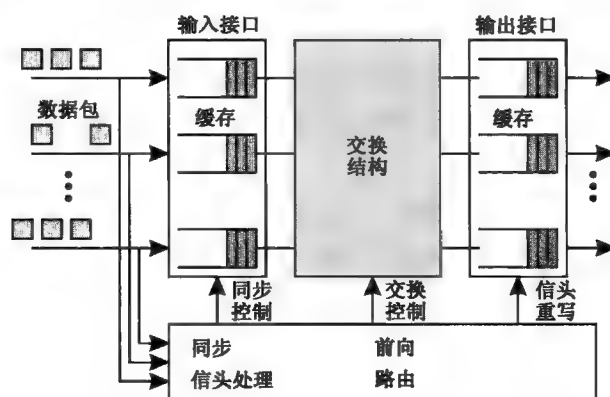 输入接口
输出接口
数据包
缓存
交换
结构
缓存
同步
控制
交换
控制
信头
重写
同步
前向
信头处理
路由